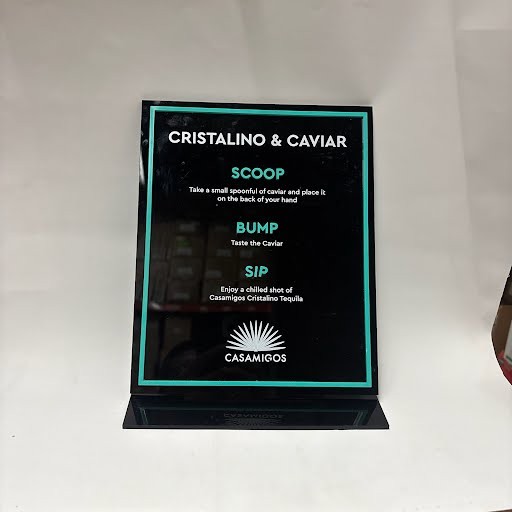 CRISTALINO & CAVIAR
SCOOP
Take a small spoonful of caviar and place it
on the back of your hand
BUMP
Taste the Caviar
SIP
Enjoy a chilled shot of
Casamigos Cristalino Tequila
CASAMIGOS